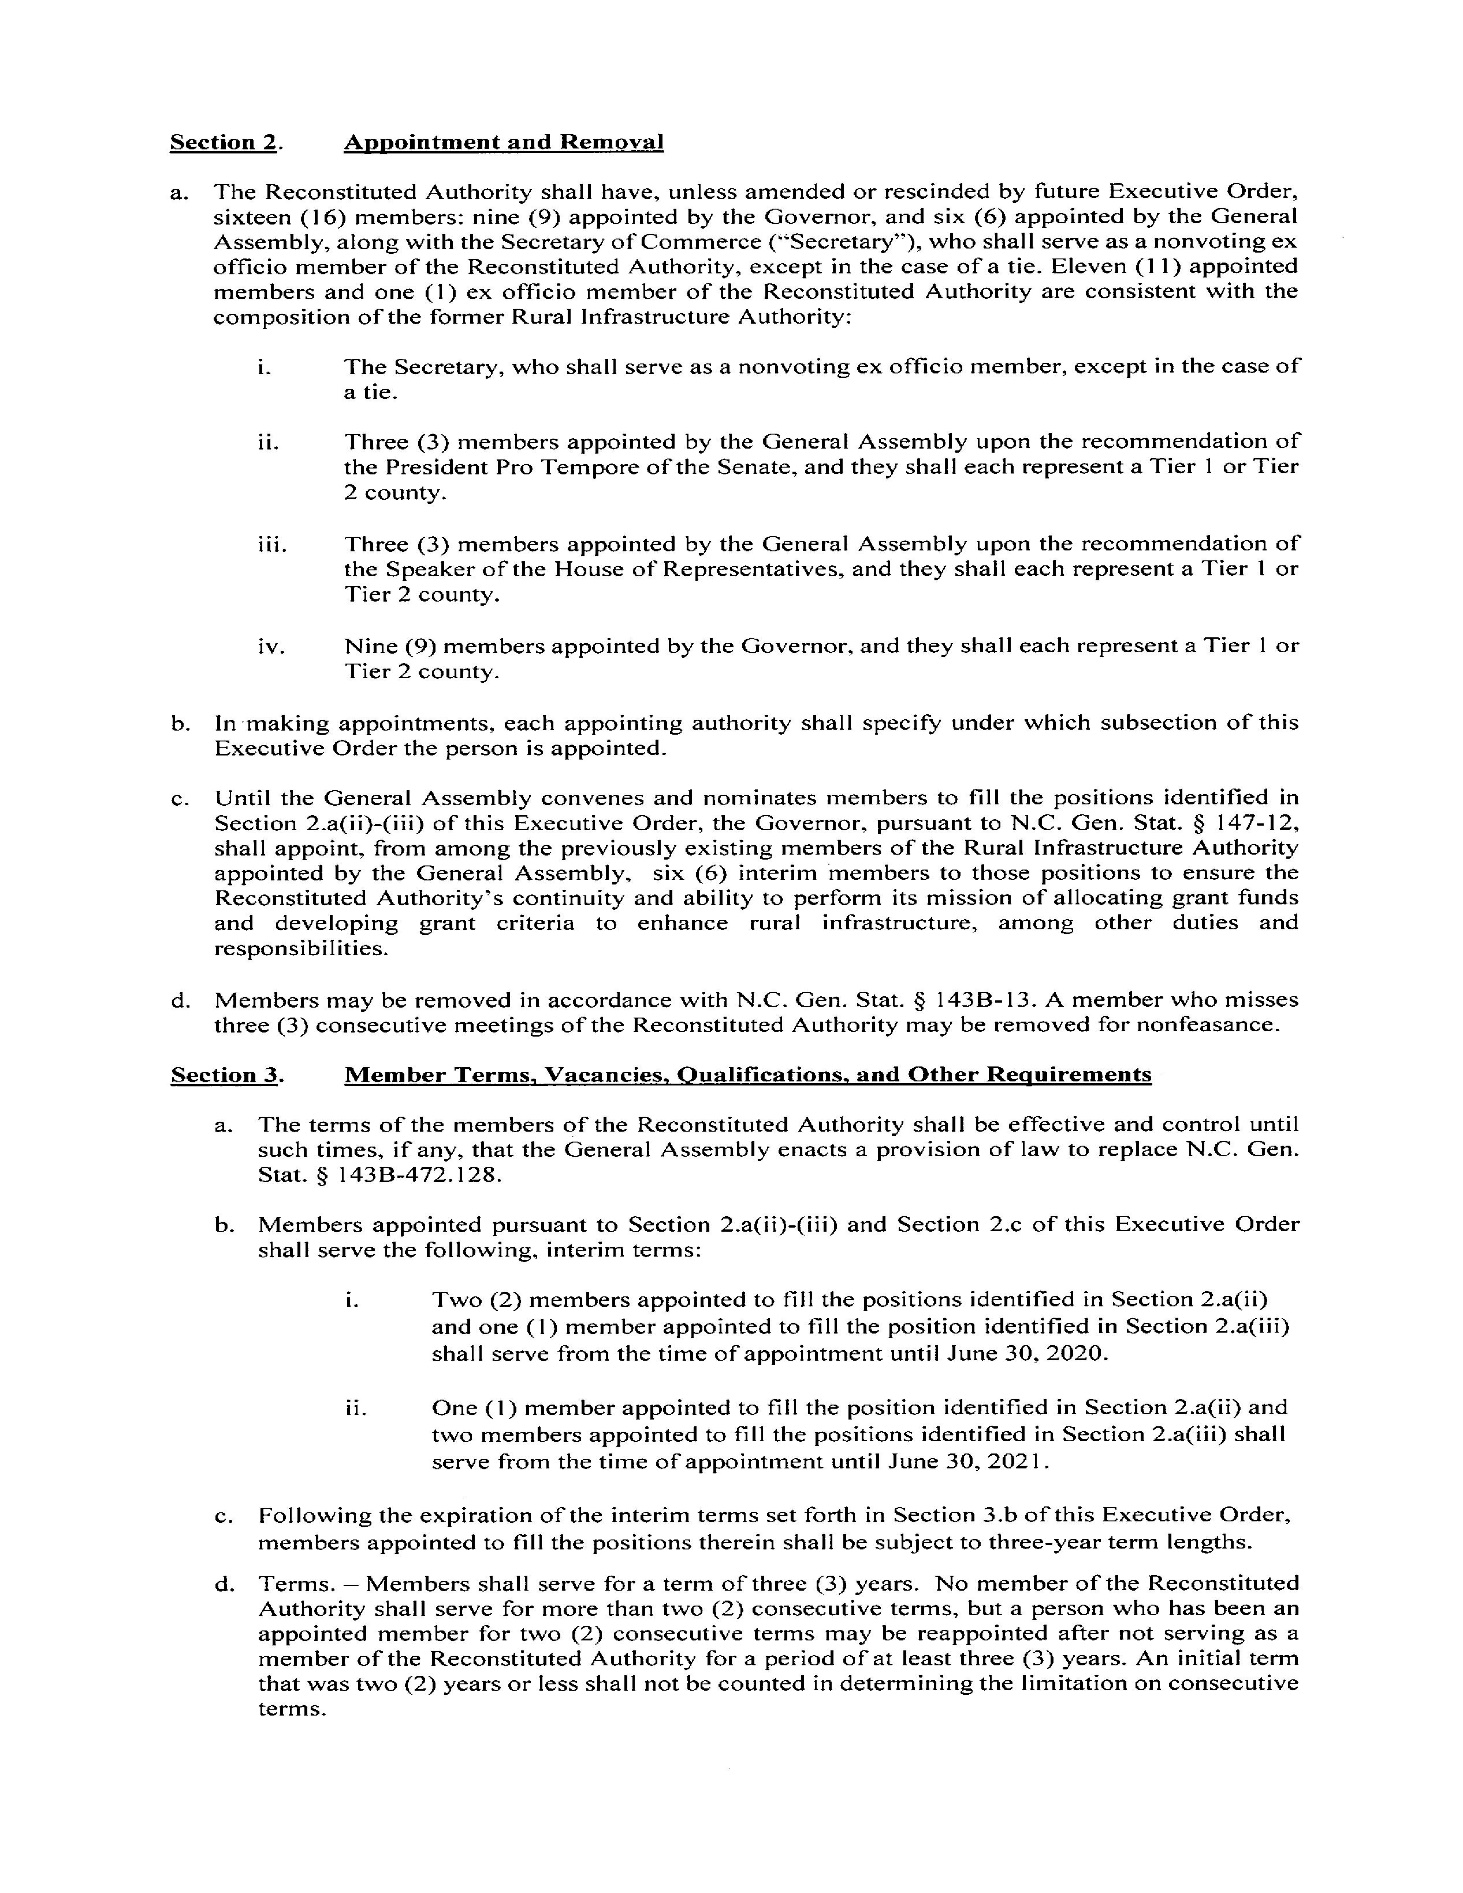 Section 2. Appointment and Removal
a. The Reconstituted Authority shall have, unless amended or rescinded by future Executive Order,
sixteen (16) members: nine (9) appointed by the Governor, and six (6) appointed by the General
Assembly, along with the Secretary of Commerce (“Secretary”), who shall serve as a nonvoting ex
officio member of the Reconstituted Authority, except in the case of a tie. Eleven (11) appointed
members and one (1) ex officio member of the Reconstituted Authority are consistent with the
composition of the former Rural Infrastructure Authority:
i. The Secretary, who shall serve as a nonvoting ex officio member, except in the case of
a tie.
ii. Three (3) members appointed by the General Assembly upon the recommendation of
the President Pro Tempore of the Senate, and they shall each represent a Tier 1 or Tier
2 county.
iii. Three (3) members appointed by the General Assembly upon the recommendation of
the Speaker of the House of Representatives, and they shall each represent a Tier 1 or
Tier 2 county.
iv. Nine (9) members appointed by the Governor, and they shall each represent a Tier 1 or
Tier 2 county.
b. In making appointments, each appointing authority shall specify under which subsection of this
Executive Order the person is appointed.
c. Until the General Assembly convenes and nominates members to fill the positions identified in
Section 2.a(ii)-(iii) of this Executive Order, the Governor, pursuant to N.C. Gen. Stat. § 147-12,
shall appoint, from among the previously existing members of the Rural Infrastructure Authority
appointed by the General Assembly, six (6) interim members to those positions to ensure the
Reconstituted Authority's continuity and ability to perform its mission of allocating grant funds
and developing grant criteria to enhance rural infrastructure, among other duties and
responsibilities.
d. Members may be removed in accordance with N.C. Gen. Stat. § 143B-13. A member who misses
three (3) consecutive meetings of the Reconstituted Authority may be removed for nonfeasance.
Section 3. Member Terms, Vacancies, Qualifications, and Other Requirements
a. The terms of the members of the Reconstituted Authority shall be effective and control until
such times, if any, that the General Assembly enacts a provision of law to replace N.C. Gen.
Stat. § 143B-472.128.
b. Members appointed pursuant to Section 2.a(ii)-(iii) and Section 2.c of this Executive Order
shall serve the following, interim terms:
i. Two (2) members appointed to fill the positions identified in Section 2.a(ii)
and one (1) member appointed to fill the position identified in Section 2.a(iii)
shall serve from the time of appointment until June 30, 2020.
ii. One (1) member appointed to fill the position identified in Section 2.a(ii) and
two members appointed to fill the positions identified in Section 2.a(iii) shall
serve from the time of appointment until June 30, 2021.
c. Following the expiration of the interim terms set forth in Section 3.b of this Executive Order,
members appointed to fill the positions therein shall be subject to three-year term lengths.
d. Terms. – Members shall serve for a term of three (3) years. No member of the Reconstituted
Authority shall serve for more than two (2) consecutive terms, but a person who has been an
appointed member for two (2) consecutive terms may be reappointed after not serving as a
member of the Reconstituted Authority for a period of at least three (3) years. An initial term
that was two (2) years or less shall not be counted in determining the limitation on consecutive
terms.